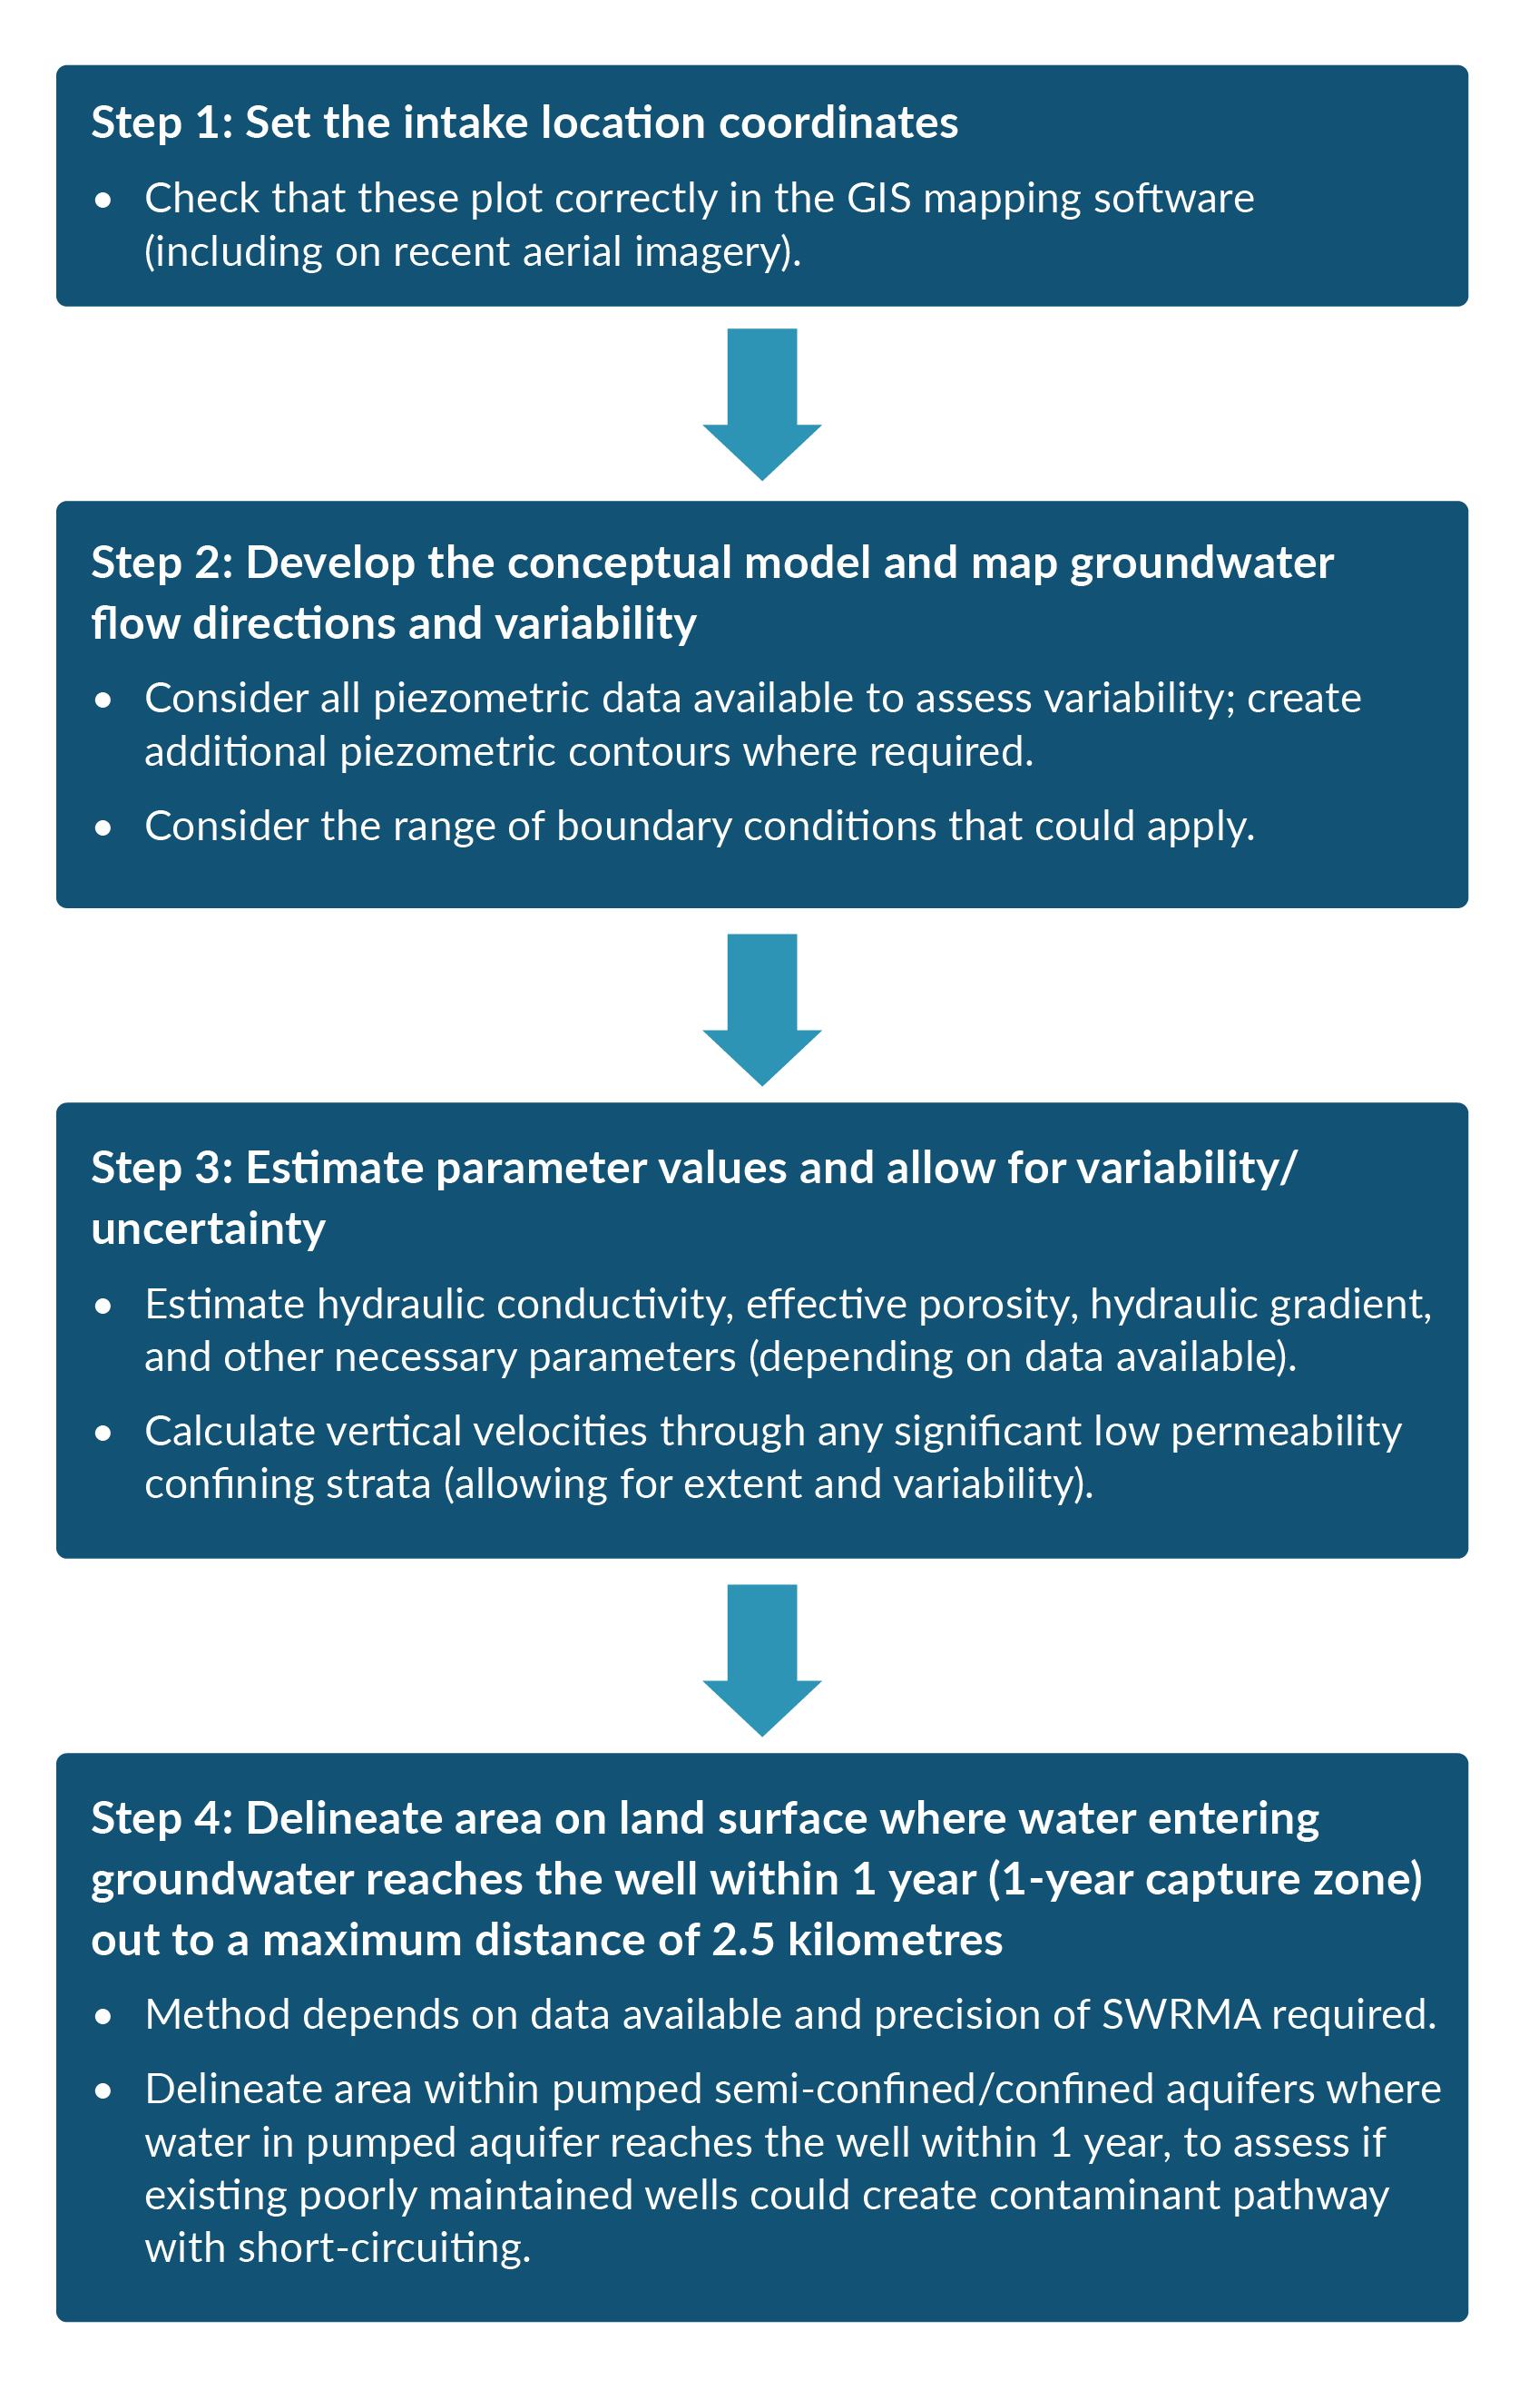 Step 1: Set the intake location coordinates
• Check that these plot correctly in the GIS mapping software
(including on recent aerial imagery).
Step 2: Develop the conceptual model and map groundwater
flow directions and variability
• Consider all piezometric data available to assess variability; create
additional piezometric contours where required.
• Consider the range of boundary conditions that could apply.
Step 3: Estimate parameter values and allow for variability/
uncertainty
• Estimate hydraulic conductivity, effective porosity, hydraulic gradient,
and other necessary parameters (depending on data available).
• Calculate vertical velocities through any significant low permeability
confining strata (allowing for extent and variability).
Step 4: Delineate area on land surface where water entering
groundwater reaches the well within 1 year (1-year capture zone)
out to a maximum distance of 2.5 kilometres
• Method depends on data available and precision of SWRMA required.
• Delineate area within pumped semi-confined/confined aquifers where
water in pumped aquifer reaches the well within 1 year, to assess if
existing poorly maintained wells could create contaminant pathway
with short-circuiting.